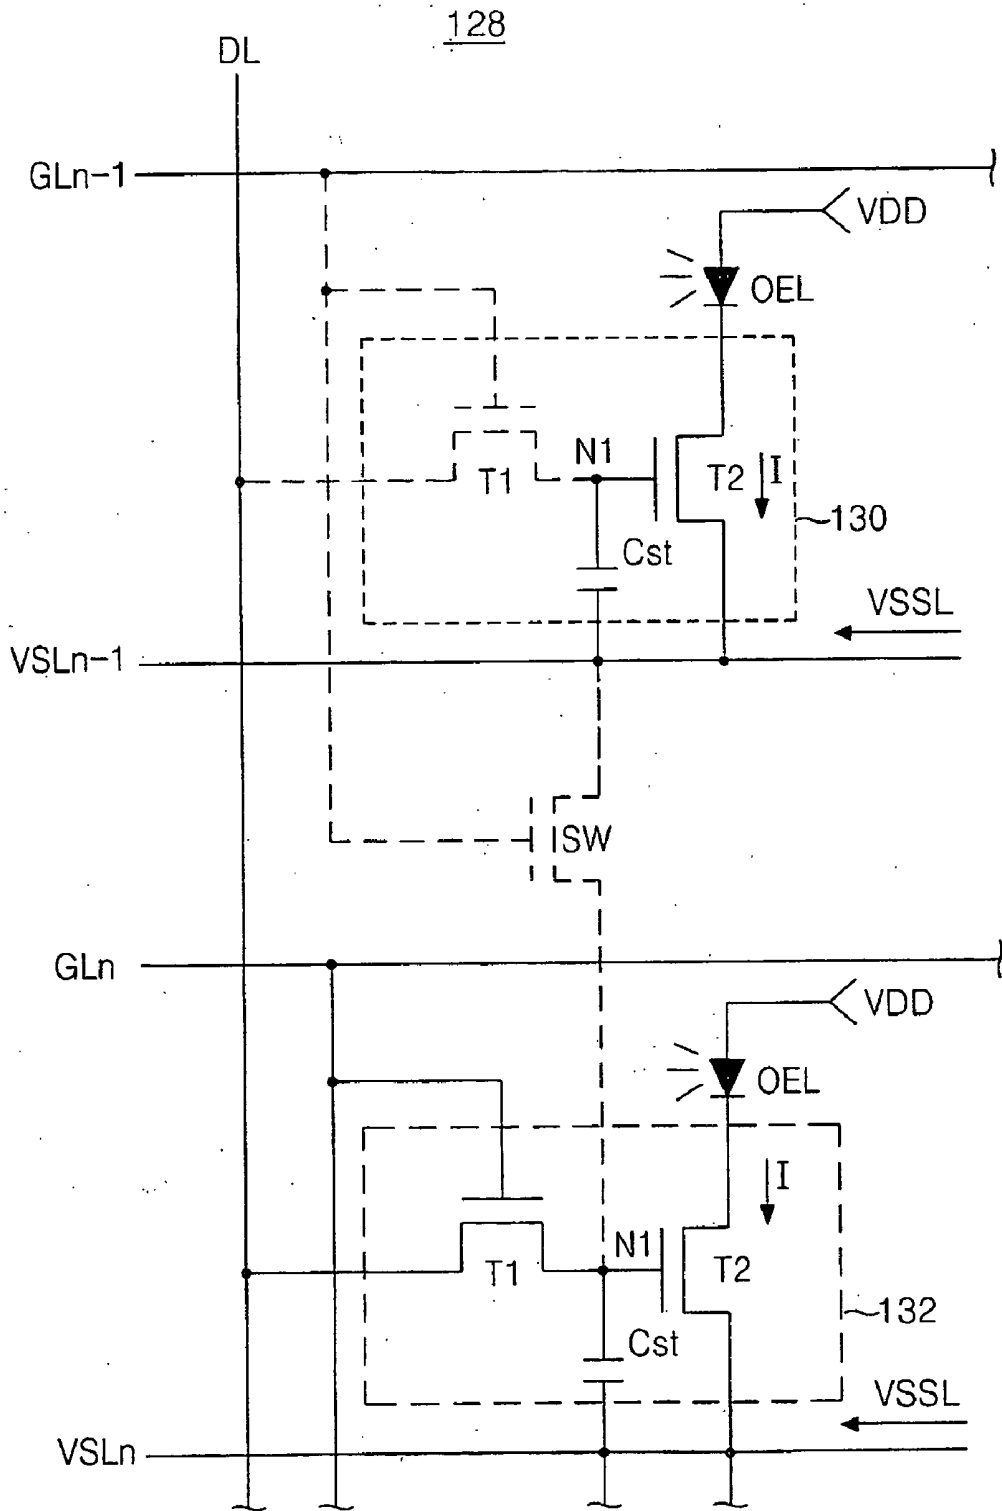 128
DL
GLn-1
VDD
OEL
N1
T1
T2
I
130
Cst
VSSL
VSLn-1
SW
GLn
VDD
OEL
I
N1
T1
T2
132
Cst
VSSL
VSLn